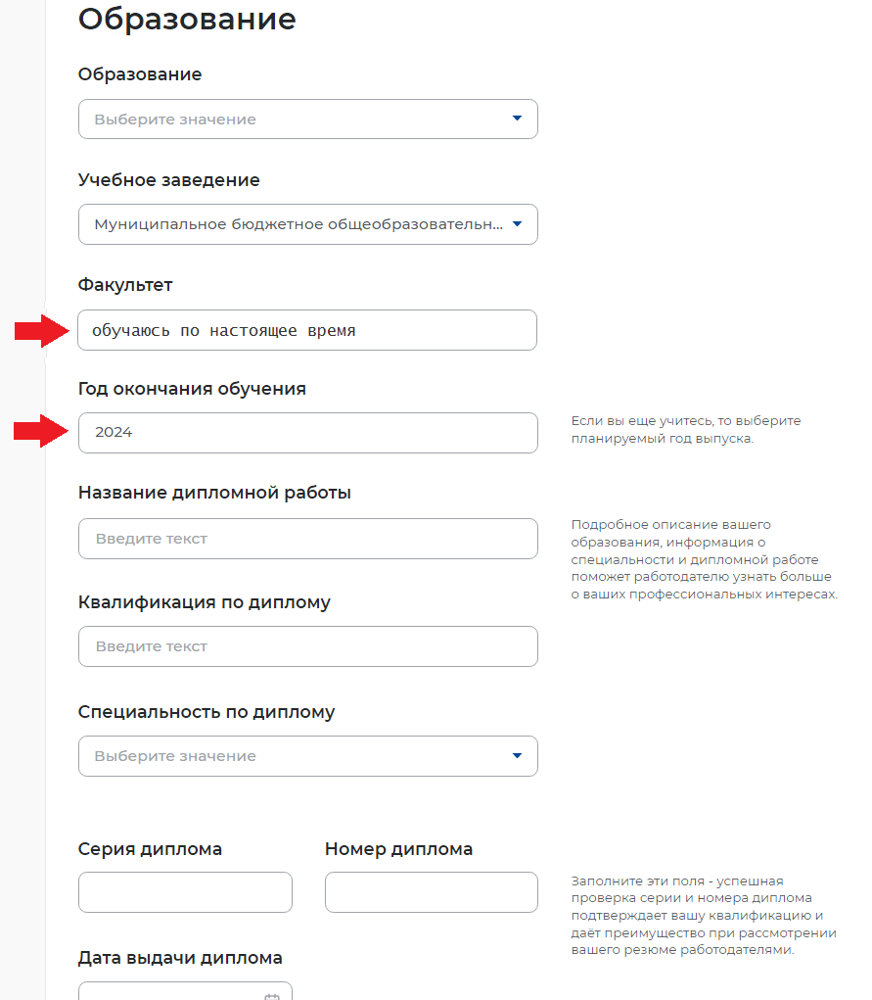 Образование
Образование
Выберите значение
Учебное заведение
Муниципальное бюджетное общеобразовательн...
Факультет
обучаюсь по настоящее время
Год окончания обучения
2024
Если вы еще учитесь, то выберите
планируемый год выпуска.
Название дипломной работы
Введите текст
Подробное описание вашего
образования, информация о
специальности и дипломной работе
поможет работодателю узнать больше
о ваших профессиональных интересах.
Квалификация по диплому
Введите текст
Специальность по диплому
Выберите значение
Серия диплома
Номер диплома
Заполните эти поля - успешная
проверка серии и номера диплома
подтверждает вашу квалификацию и
даёт преимущество при рассмотрении
вашего резюме работодателями.
Дата выдачи диплома